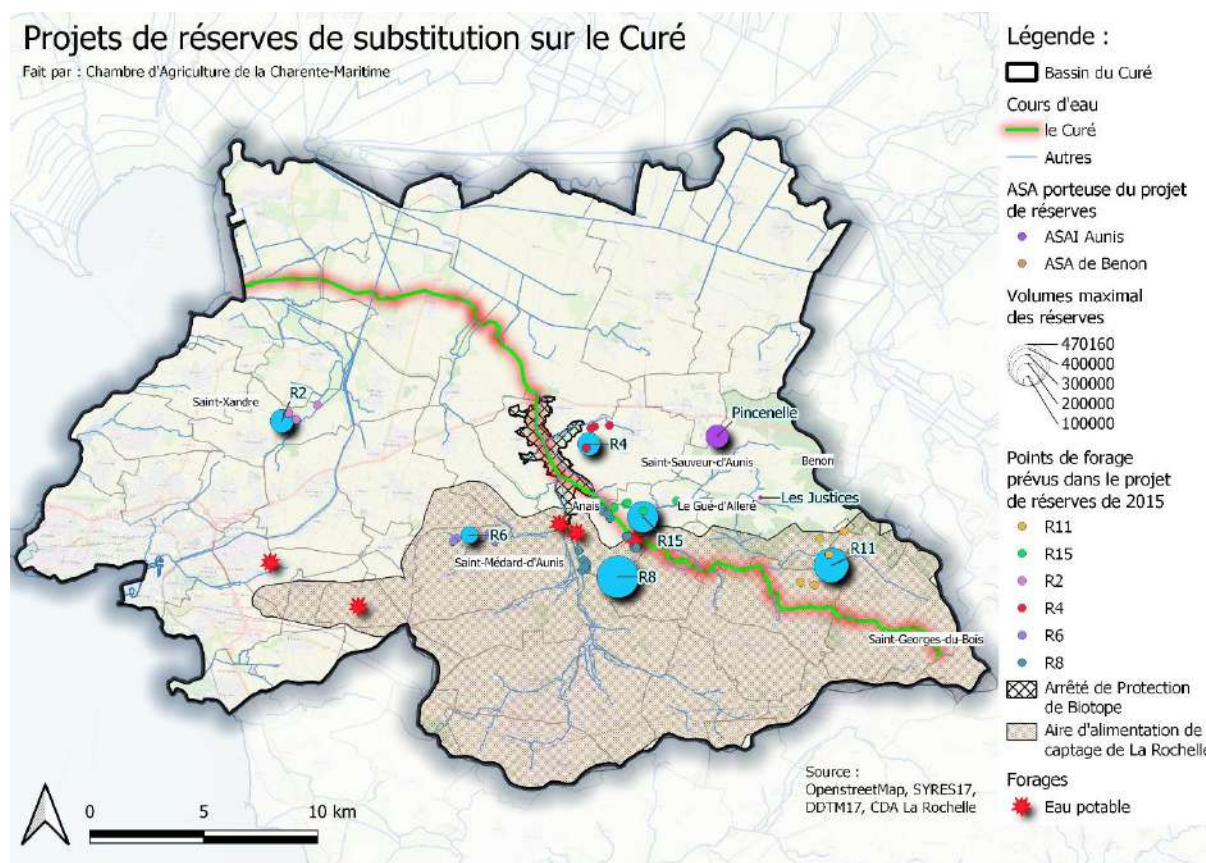 Projets de réserves de substitution sur le Curé
Fait par : Chambre d'Agriculture de la Charente-Maritime
Saint-Xandre
R2
R4
Pincenelle
Saint-Sauveur-d'Aunis
Benon
Anais
Le Gué-d'Alleré
Les Justices
R6
R15
R11
Saint-Médard-d'Aunis
R8
Saint-Georges-du-Bois
0 5 10 km
Source :
OpenstreetMap, SYRES17,
DDTM17, CDA La Rochelle
Légende :
Bassin du Curé
Cours d'eau
le Curé
Autres
ASA porteuse du projet
de réserves
ASAI Aunis
ASA de Benon
Volumes maximal
des réserves
470160
400000
300000
200000
100000
Points de forage
prévus dans le projet
de réserves de 2015
R11
R15
R2
R4
R6
R8
Arrêté de Protection
de Biotope
Aire d'alimentation de
captage de La Rochelle
Forages
Eau potable